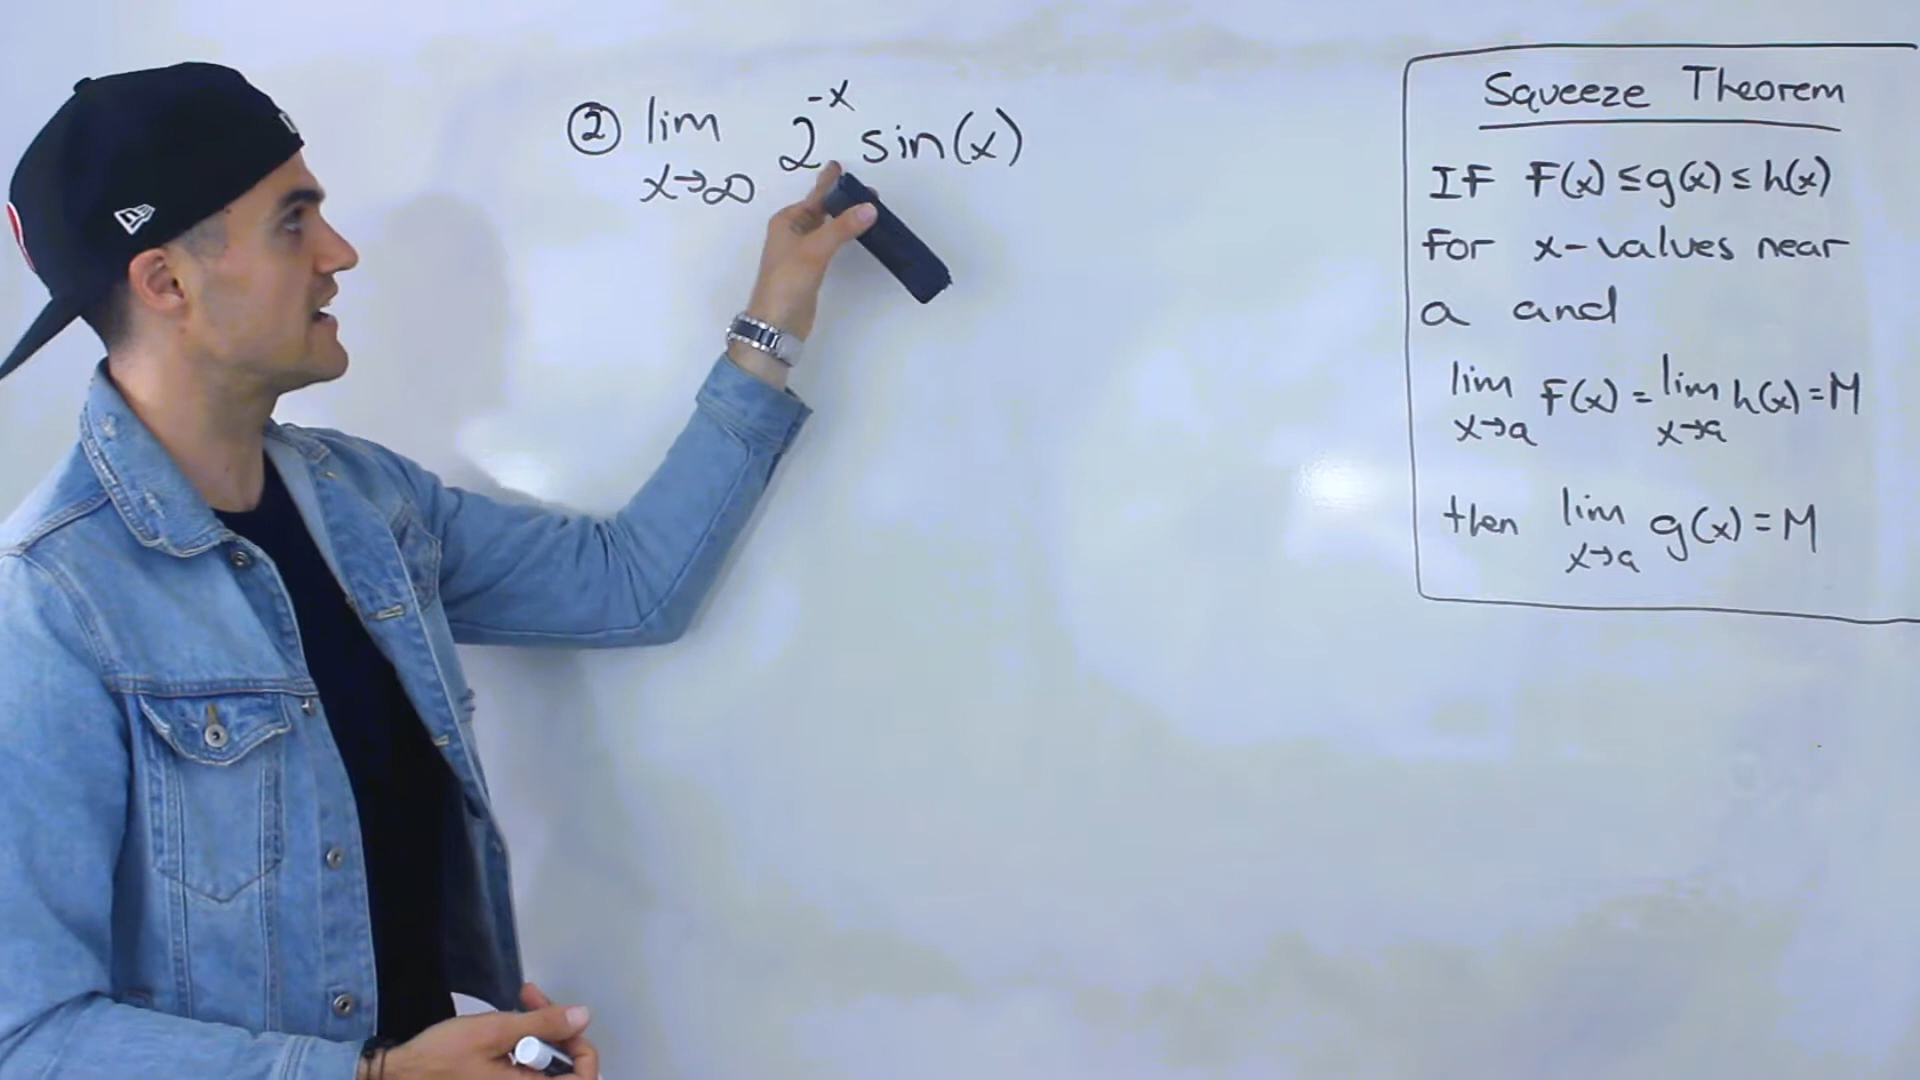 ② lim 2^-x sin(x)
x→∞
Squeeze Theorem
IF F(x) ≤ g(x) ≤ h(x)
for x-values near
a and
lim F(x) = lim h(x) = M
x→a x→a
then lim g(x) = M
x→a